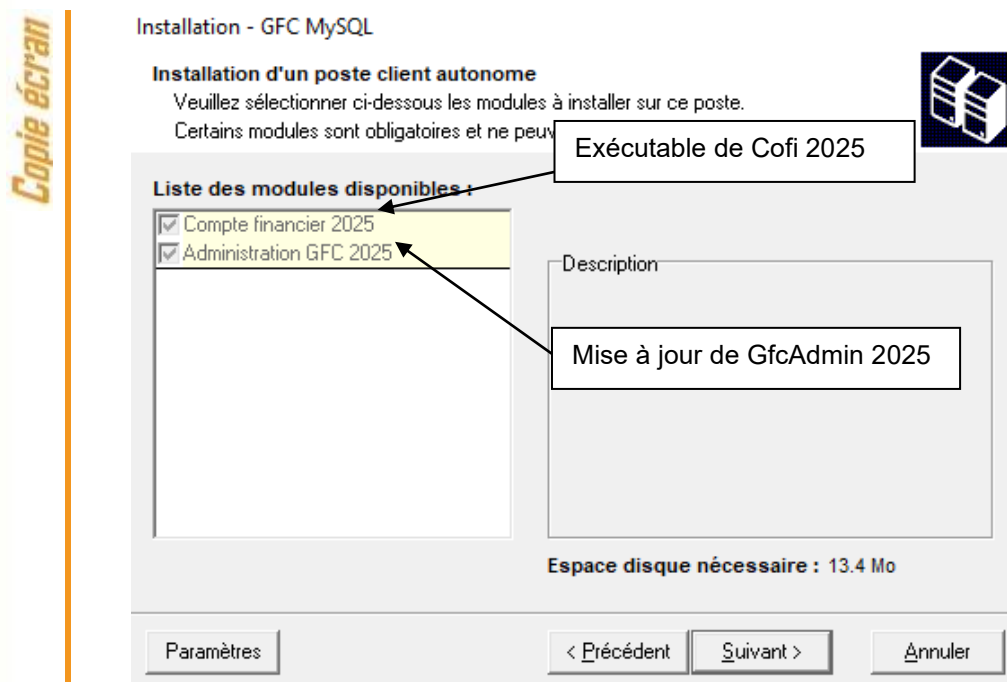 Copie écran
Installation - GFC MySQL
Installation d'un poste client autonome
Veuillez sélectionner ci-dessous les modules à installer sur ce poste.
Certains modules sont obligatoires et ne
Exécutable de Cofi 2025
Liste des modules disponibles :
Compte financier 2025
Administration GFC 2025
Description
Mise à jour de GfcAdmin 2025
Espace disque nécessaire : 13.4 Mo
Paramètres
< Précédent
Suivant >
Annuler